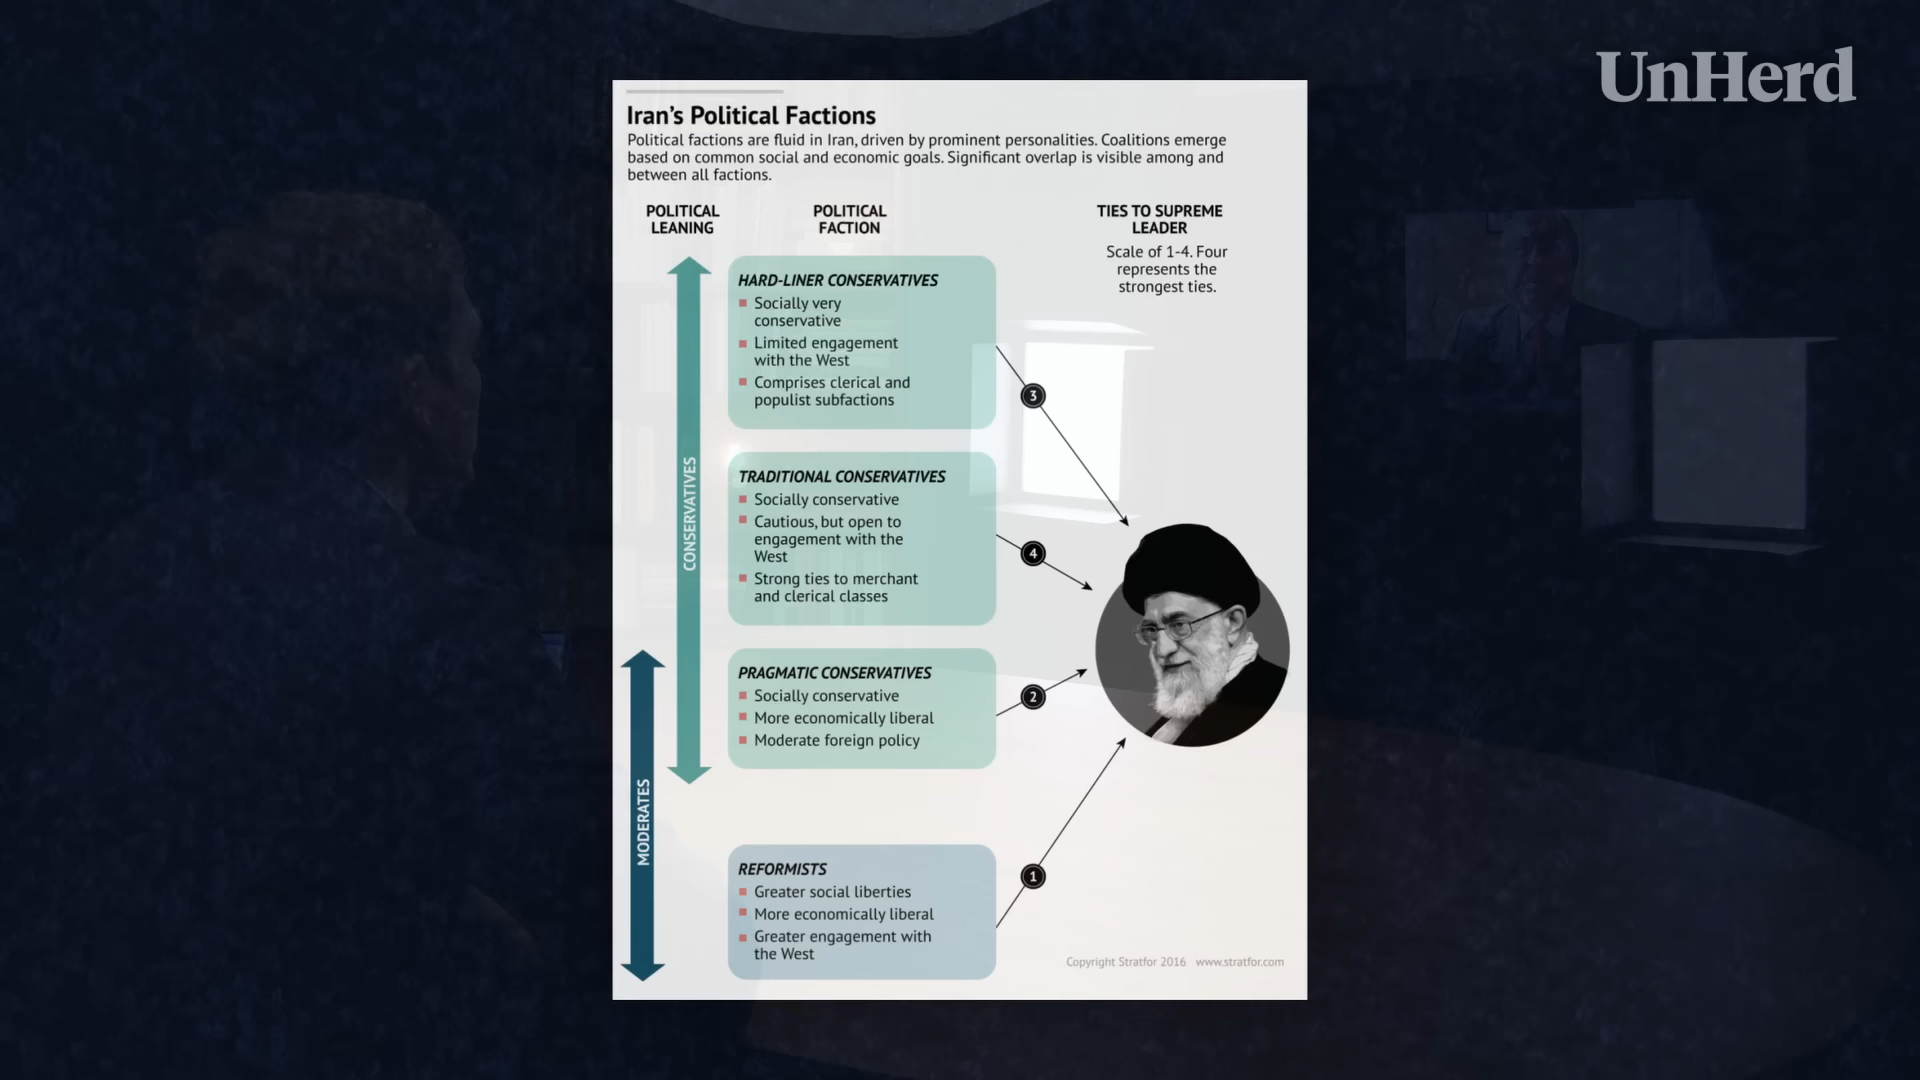 UnHerd
Iran's Political Factions
Political factions are fluid in Iran, driven by prominent personalities. Coalitions emerge
based on common social and economic goals. Significant overlap is visible among and
between all factions.
POLITICAL
LEANING
POLITICAL
FACTION
TIES TO SUPREME
LEADER
Scale of 1-4. Four
represents the
strongest ties.
CONSERVATIVES
MODERATES
HARD-LINER CONSERVATIVES
Socially very
conservative
Limited engagement
with the West
Comprises clerical and
populist subfactions
3
TRADITIONAL CONSERVATIVES
Socially conservative
Cautious, but open to
engagement with the
West
Strong ties to merchant
and clerical classes
4
PRAGMATIC CONSERVATIVES
Socially conservative
More economically liberal
Moderate foreign policy
2
REFORMISTS
Greater social liberties
More economically liberal
Greater engagement with
the West
1
Copyright Stratfor 2016 www.stratfor.com